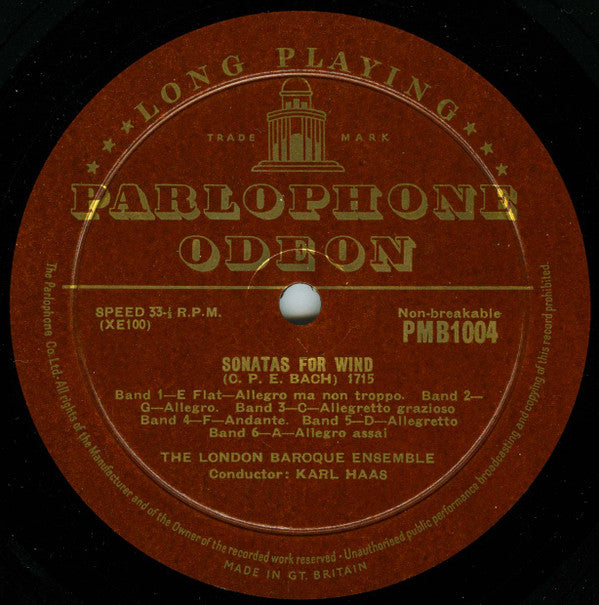 LONG PLAYING
TRADE MARK
PARLOPHONE
ODEON
SPEED 33-⅓ R.P.M.
(XE100)
Non-breakable
PMB1004
SONATAS FOR WIND
(C. P. E. BACH) 1715
Band 1—E Flat—Allegro ma non troppo. Band 2—
G—Allegro. Band 3—C—Allegretto grazioso
Band 4—F—Andante. Band 5—D—Allegretto
Band 6—A—Allegro assai
THE LONDON BAROQUE ENSEMBLE
Conductor: KARL HAAS
The Parlophone Co. Ltd. · All rights of the Manufacturer and of the Owner of the recorded work reserved · Unauthorised public performance broadcasting and copying of this record prohibited.
MADE IN GT. BRITAIN